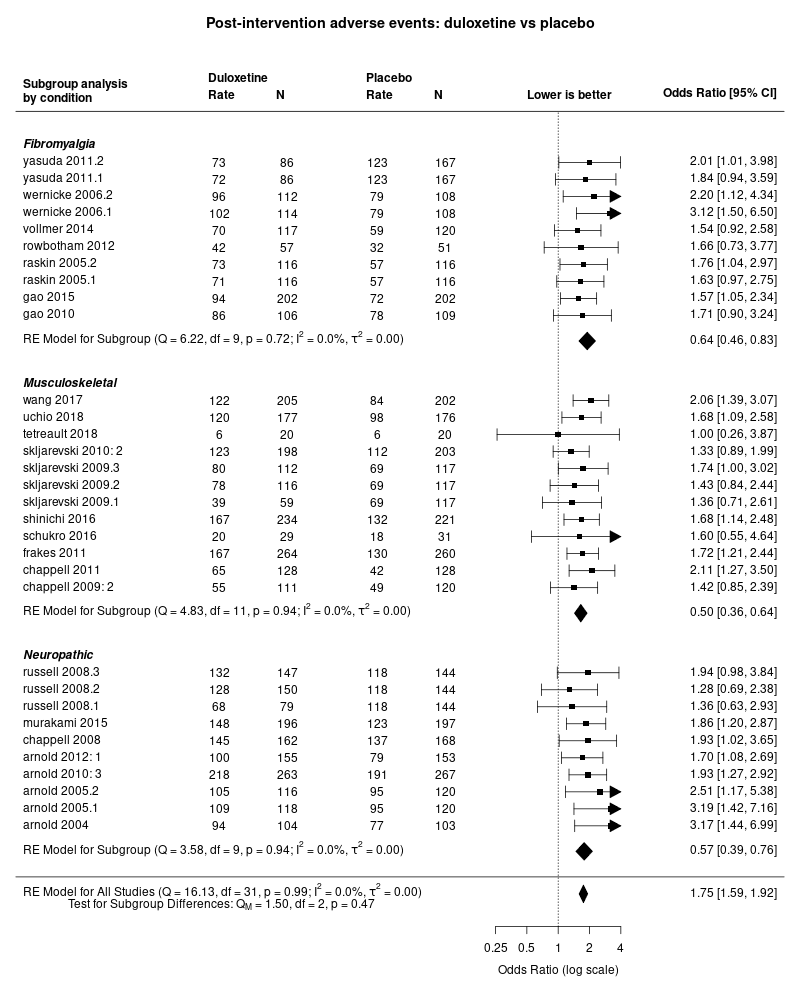 Post-intervention adverse events: duloxetine vs placebo
Duloxetine Placebo
Subgroup analysis
by condition
Rate N Rate N Lower is better Odds Ratio [95% CI]
Fibromyalgia
yasuda 2011.2 73 86 123 167 2.01 [1.01, 3.98]
yasuda 2011.1 72 86 123 167 1.84 [0.94, 3.59]
wernicke 2006.2 96 112 79 108 2.20 [1.12, 4.34]
wernicke 2006.1 102 114 79 108 3.12 [1.50, 6.50]
vollmer 2014 70 117 59 120 1.54 [0.92, 2.58]
rowbotham 2012 42 57 32 51 1.66 [0.73, 3.77]
raskin 2005.2 73 116 57 116 1.76 [1.04, 2.97]
raskin 2005.1 71 116 57 116 1.63 [0.97, 2.75]
gao 2015 94 202 72 202 1.57 [1.05, 2.34]
gao 2010 86 106 78 109 1.71 [0.90, 3.24]
RE Model for Subgroup (Q = 6.22, df = 9, p = 0.72; I² = 0.0%, τ² = 0.00) 0.64 [0.46, 0.83]
Musculoskeletal
wang 2017 122 205 84 202 2.06 [1.39, 3.07]
uchio 2018 120 177 98 176 1.68 [1.09, 2.58]
tetreault 2018 6 20 6 20 1.00 [0.26, 3.87]
skljarevski 2010: 2 123 198 112 203 1.33 [0.89, 1.99]
skljarevski 2009.3 80 112 69 117 1.74 [1.00, 3.02]
skljarevski 2009.2 78 116 69 117 1.43 [0.84, 2.44]
skljarevski 2009.1 39 59 69 117 1.36 [0.71, 2.61]
shinichi 2016 167 234 132 221 1.68 [1.14, 2.48]
schukro 2016 20 29 18 31 1.60 [0.55, 4.64]
frakes 2011 167 264 130 260 1.72 [1.21, 2.44]
chappell 2011 65 128 42 128 2.11 [1.27, 3.50]
chappell 2009: 2 55 111 49 120 1.42 [0.85, 2.39]
RE Model for Subgroup (Q = 4.83, df = 11, p = 0.94; I² = 0.0%, τ² = 0.00) 0.50 [0.36, 0.64]
Neuropathic
russell 2008.3 132 147 118 144 1.94 [0.98, 3.84]
russell 2008.2 128 150 118 144 1.28 [0.69, 2.38]
russell 2008.1 68 79 118 144 1.36 [0.63, 2.93]
murakami 2015 148 196 123 197 1.86 [1.20, 2.87]
chappell 2008 145 162 137 168 1.93 [1.02, 3.65]
arnold 2012: 1 100 155 79 153 1.70 [1.08, 2.69]
arnold 2010: 3 218 263 191 267 1.93 [1.27, 2.92]
arnold 2005.2 105 116 95 120 2.51 [1.17, 5.38]
arnold 2005.1 109 118 95 120 3.19 [1.42, 7.16]
arnold 2004 94 104 77 103 3.17 [1.44, 6.99]
RE Model for Subgroup (Q = 3.58, df = 9, p = 0.94; I² = 0.0%, τ² = 0.00) 0.57 [0.39, 0.76]
RE Model for All Studies (Q = 16.13, df = 31, p = 0.99; I² = 0.0%, τ² = 0.00) 1.75 [1.59, 1.92]
Test for Subgroup Differences: Q_M = 1.50, df = 2, p = 0.47
0.25 0.5 1 2 4
Odds Ratio (log scale)